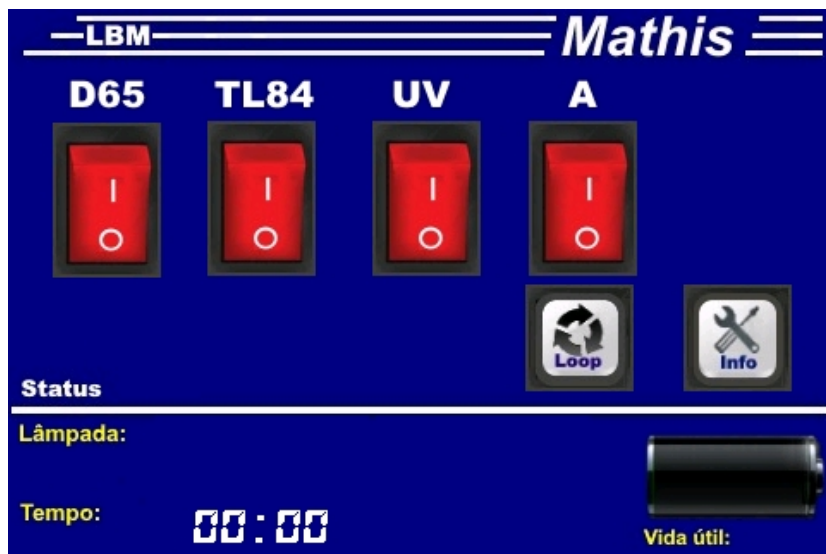 LBM Mathis
D65 TL84 UV A
I I I I
O O O O
Loop Info
Status
Lâmpada:
Tempo: 00:00
Vida útil: